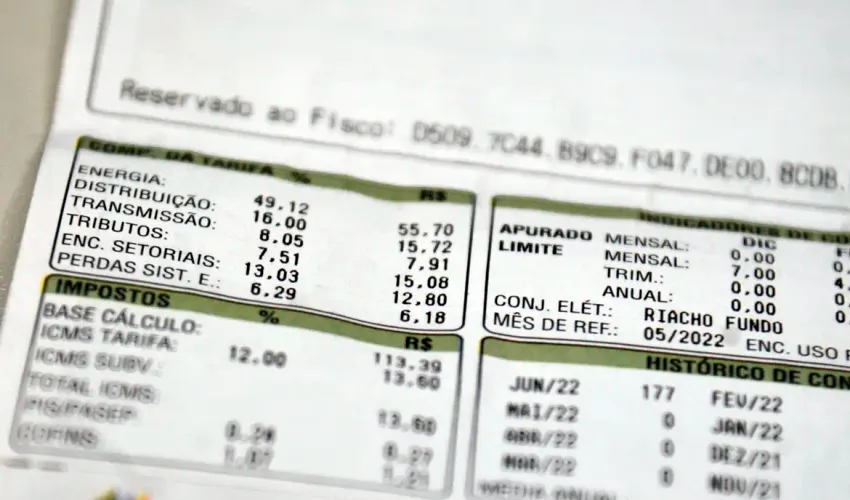 Reservado ao Fisco: D509.7C44.B9C9.F047.DE00.8CDB.
COMP. DA TARIFA % R$
ENERGIA: 49.12 55.70
DISTRIBUIÇÃO: 16.00 15.72
TRANSMISSÃO: 8.05 7.91
TRIBUTOS: 7.51 15.08
ENC. SETORIAIS: 13.03 12.80
PERDAS SIST. E.: 6.29 6.18
IMPOSTOS % R$
BASE CÁLCULO: 113.39
ICMS TARIFA: 12.00 13.60
ICMS SUBV.:
TOTAL ICMS: 13.60
PIS/PASEP: 0.27
COFINS: 1.07 1.21
INDICADORES DE
DIC
APURADO MENSAL: 0.00
LIMITE MENSAL: 7.00
TRIM.: 0.00
ANUAL: 0.00
CONJ. ELÉT.: RIACHO FUNDO
MÊS DE REF.: 05/2022 ENC. USO
HISTÓRICO DE
JUN/22 177 FEV/22
MAI/22 0 JAN/22
ABR/22 0 DEZ/21
MAR/22 0 NOV/21